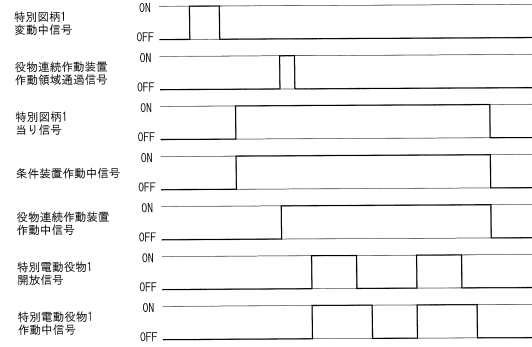 特別図柄1
変動中信号
ON
OFF
役物連続作動装置
作動領域通過信号
ON
OFF
特別図柄1
当り信号
ON
OFF
条件装置作動中信号
ON
OFF
役物連続作動装置
作動中信号
ON
OFF
特別電動役物1
開放信号
ON
OFF
特別電動役物1
作動中信号
ON
OFF